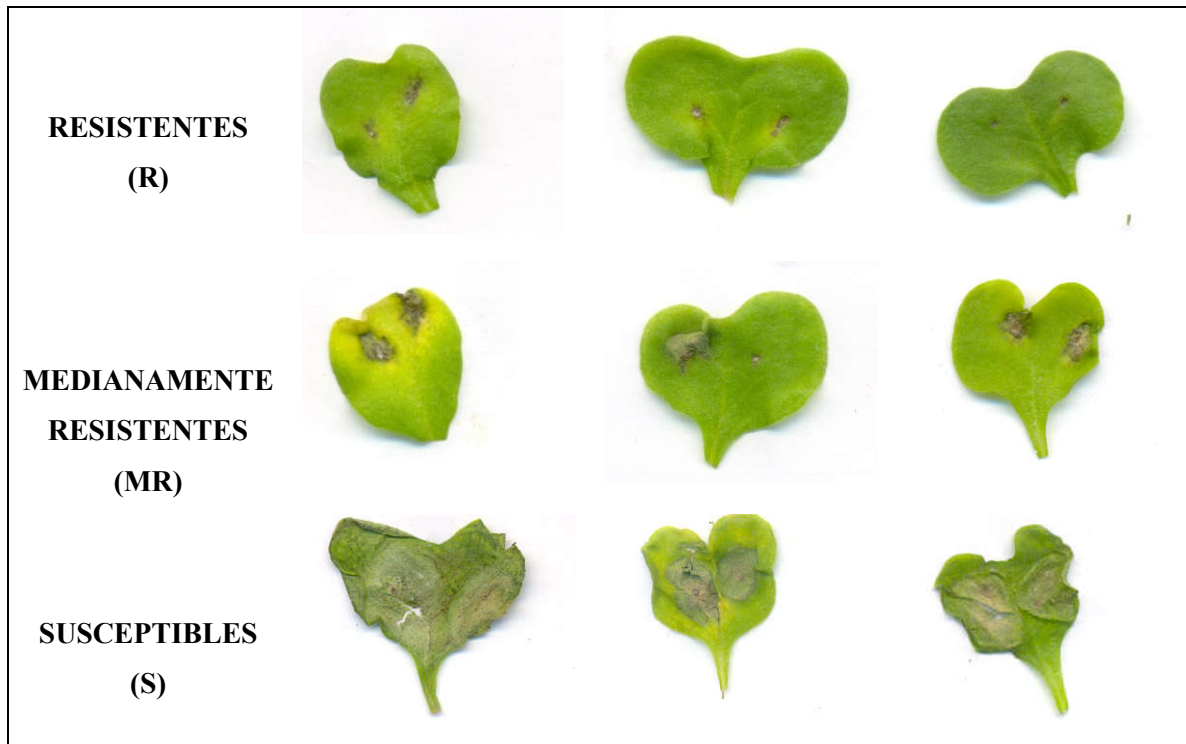 RESISTENTES
(R)
MEDIANAMENTE
RESISTENTES
(MR)
SUSCEPTIBLES
(S)